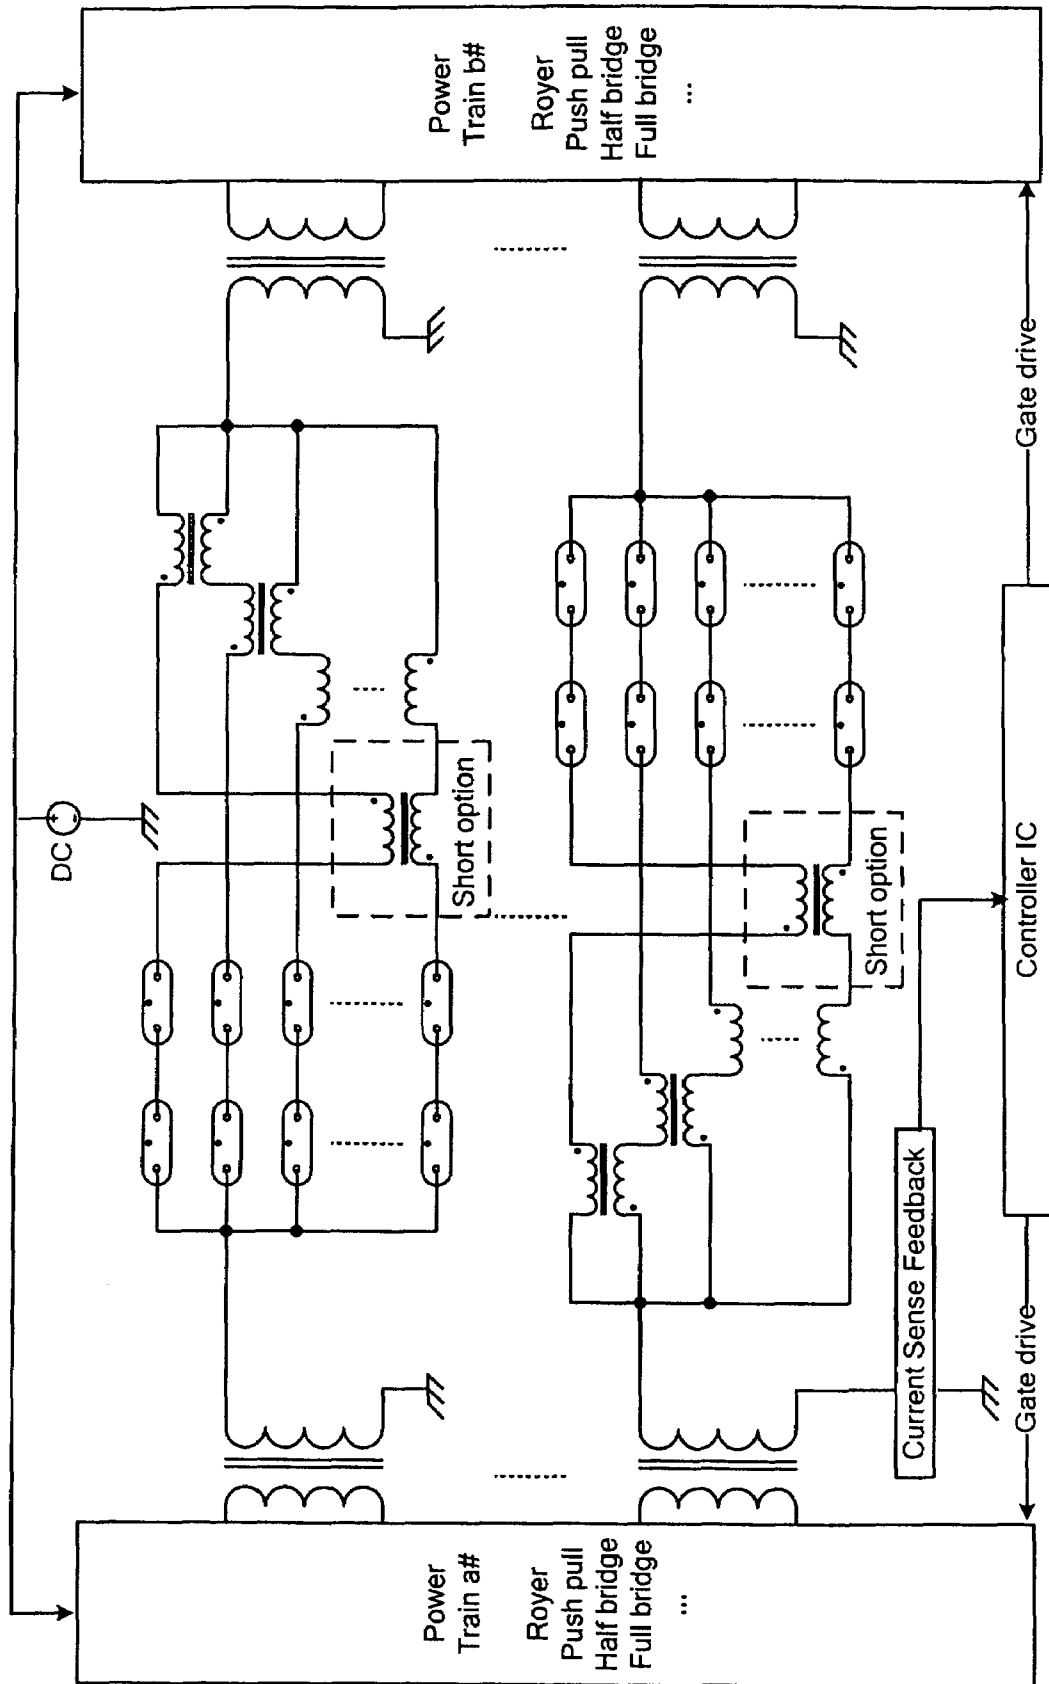 Power
Train b#
Royer
Push pull
Half bridge
Full bridge
...
DC
+
-
Short option
Short option
Gate drive
Controller IC
Current Sense Feedback
Gate drive
Power
Train a#
Royer
Push pull
Half bridge
Full bridge
...